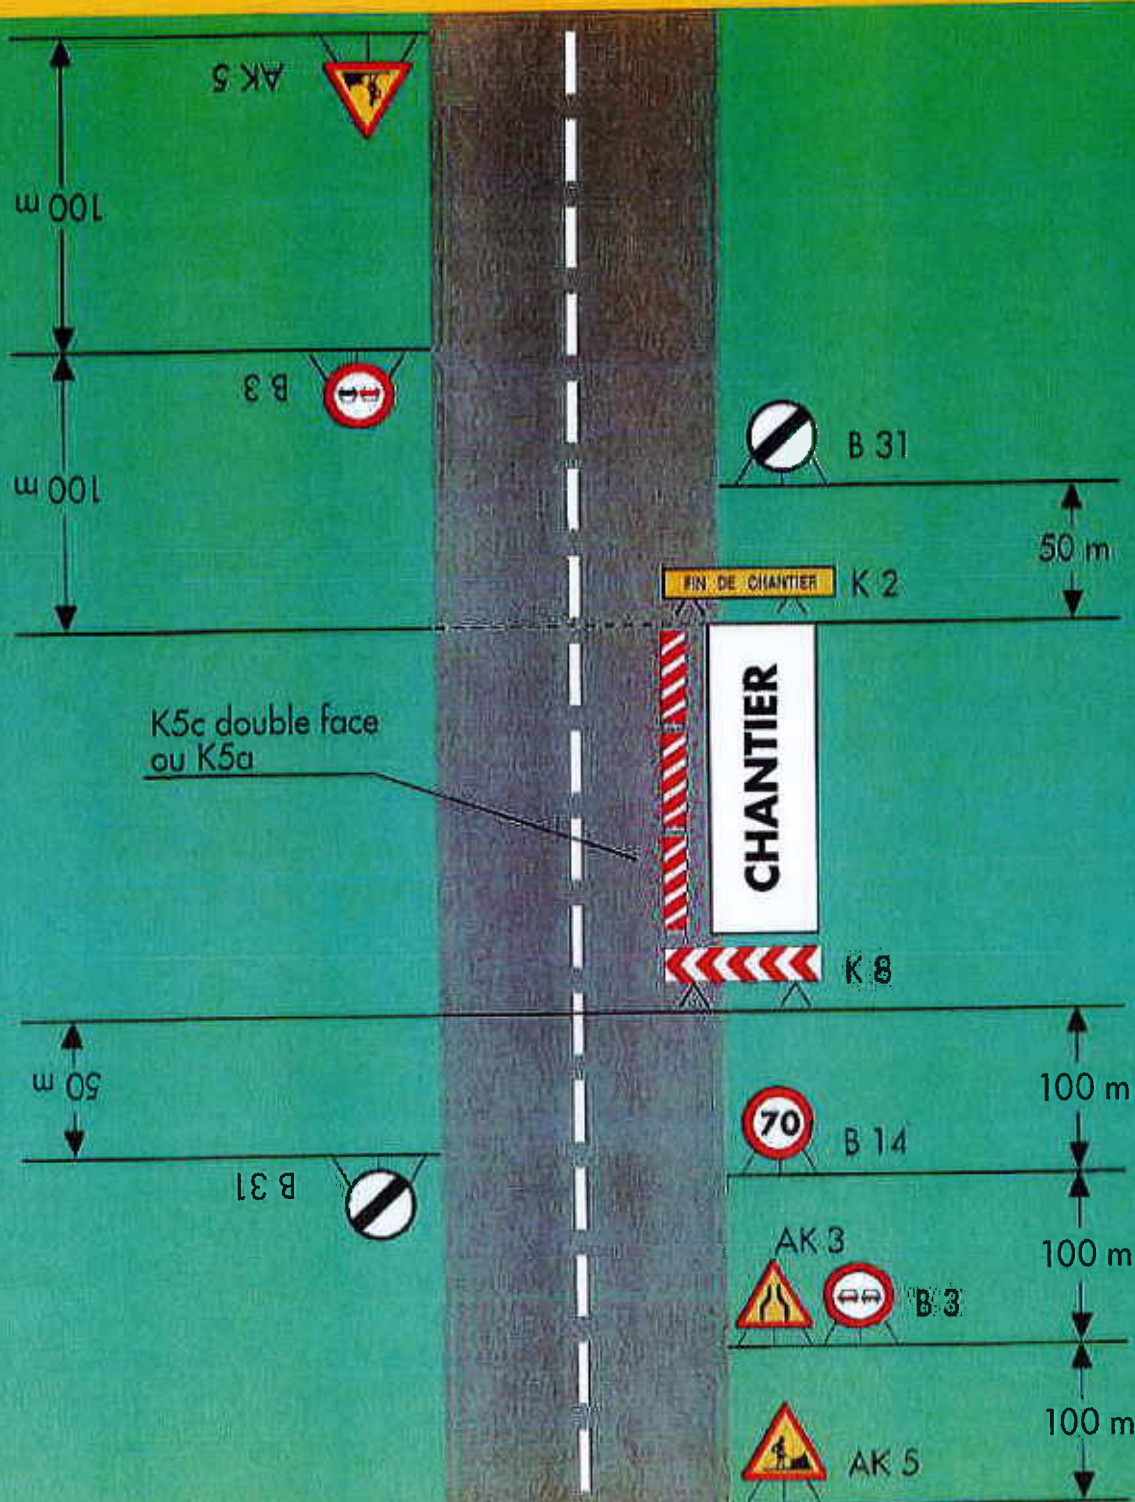 AK 5
100 m
B 3
100 m
B 31
50 m
FIN DE CHANTIER
K 2
K5c double face
ou K5a
CHANTIER
K 8
50 m
B 31
100 m
70
B 14
100 m
AK 3
B 3
100 m
AK 5